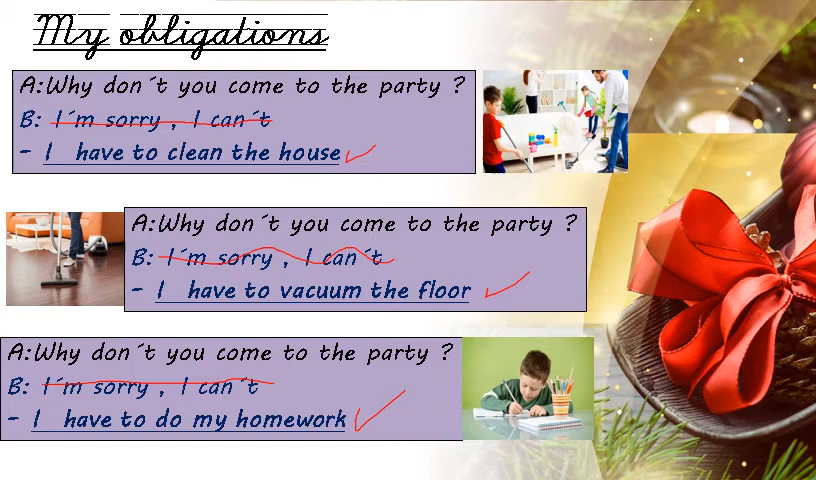 My obligations
A:Why don´t you come to the party ?
B: I´m sorry , I can´t
- I have to clean the house
A:Why don´t you come to the party ?
B: I´m sorry , I can´t
- I have to vacuum the floor
A:Why don´t you come to the party ?
B: I´m sorry , I can´t
- I have to do my homework